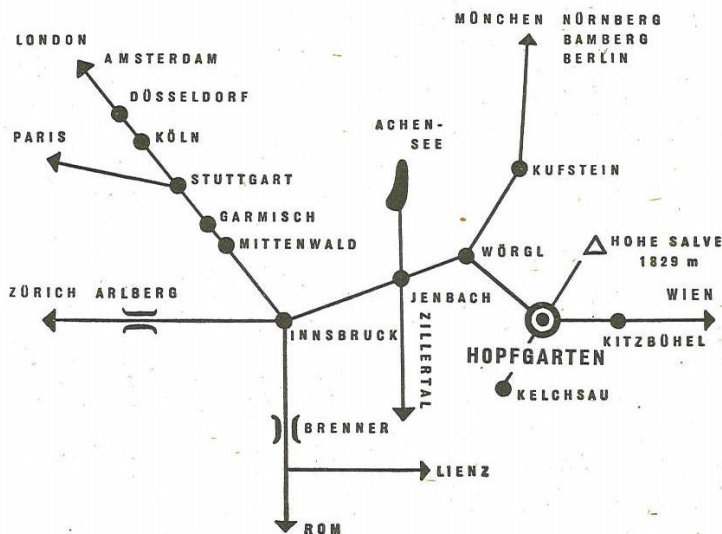 MÜNCHEN NÜRNBERG
BAMBERG
BERLIN
LONDON
AMSTERDAM
DÜSSELDORF
KÖLN
PARIS
ACHEN-
SEE
STUTTGART
KUFSTEIN
GARMISCH
MITTENWALD
WÖRGL
HOHE SALVE
1829 m
ZÜRICH ARLBERG
JENBACH
WIEN
INNSBRUCK
KITZBÜHEL
HOPFGARTEN
ZILLERTAL
KELCHSAU
BRENNER
LIENZ
ROM